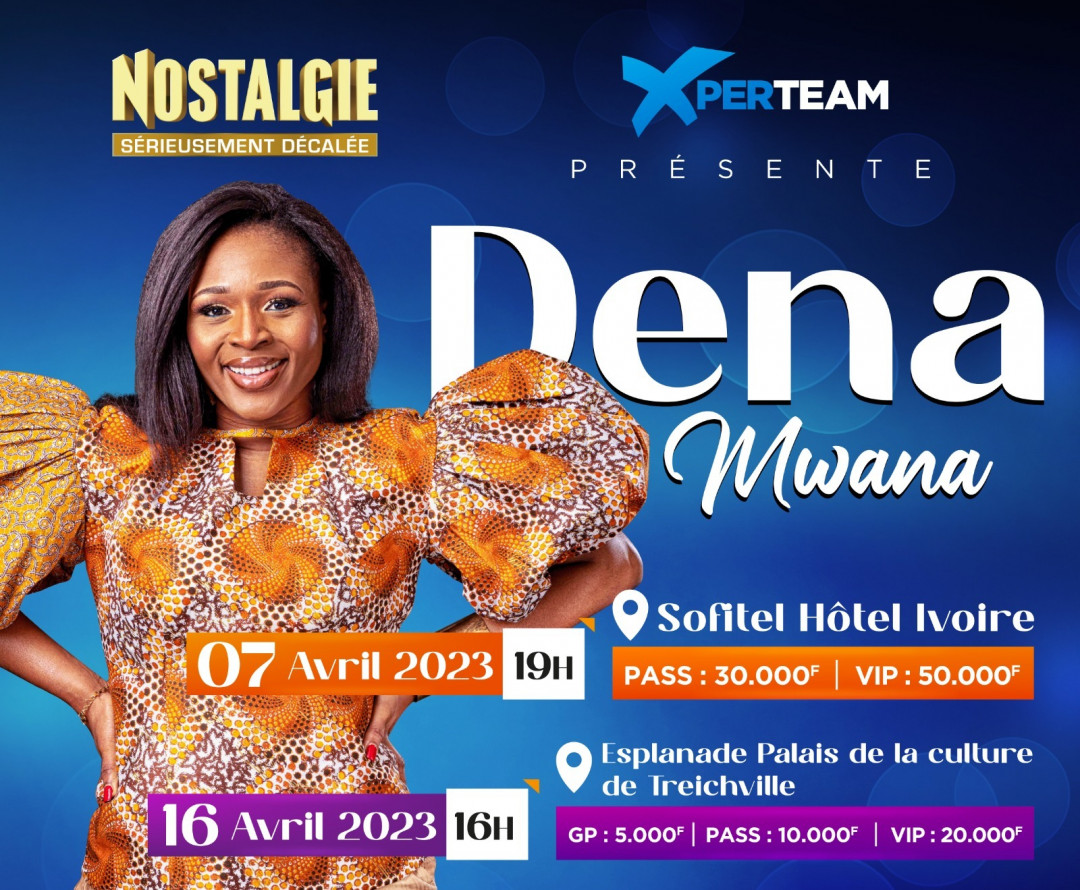 NOSTALGIE
SÉRIEUSEMENT DÉCALÉE
XPERTEAM
PRÉSENTE
Dena
Mwana
07 Avril 2023 19H
Sofitel Hôtel Ivoire
PASS : 30.000F | VIP : 50.000F
16 Avril 2023 16H
Esplanade Palais de la culture
de Treichville
GP : 5.000F | PASS : 10.000F | VIP : 20.000F